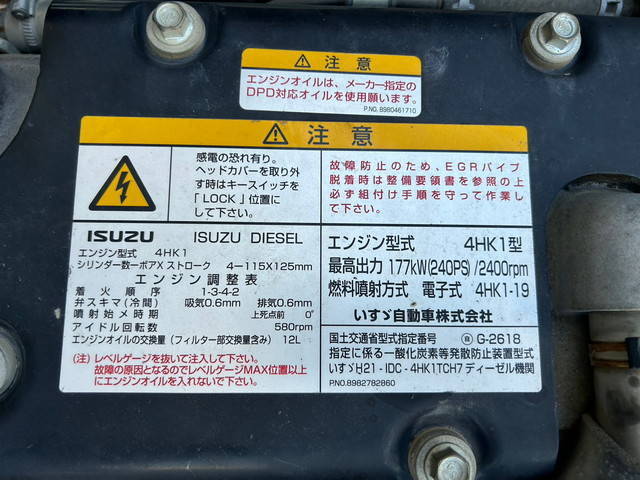 ⚠ 注意
エンジンオイルは、メーカー指定の
DPD対応オイルを使用願います。
P.NO. 8980461710
⚠ 注意
感電の恐れ有り。
ヘッドカバーを取り外
す時はキースイッチを
「LOCK」位置に
して下さい。
故障防止のため、EGRパイプ
脱着時は整備要領書を参照の上
必ず組付け手順を守って作業し
て下さい。
ISUZU ISUZU DIESEL
エンジン型式 4HK1
シリンダー数ーボアXストローク 4-115X125mm
エンジン調整表
着火順序 1-3-4-2
弁スキマ(冷間) 吸気0.6mm 排気0.6mm
噴射始メ時期 上死点前 0°
アイドル回転数 580rpm
エンジンオイルの交換量(フィルター部交換量含み) 12L
(注) レベルゲージを抜いて注入して下さい。
故障の原因となるのでレベルゲージMAX位置以上
にエンジンオイルを入れないで下さい。
エンジン型式 4HK1型
最高出力 177kW(240PS)/2400rpm
燃料噴射方式 電子式 4HK1-19
いすゞ自動車株式会社
国土交通省型式指定番号 G-2618
指定に係る一酸化炭素等発散防止装置型式
いすゞH21-IDC-4HK1TCH7 ディーゼル機関
P.NO.8982782860